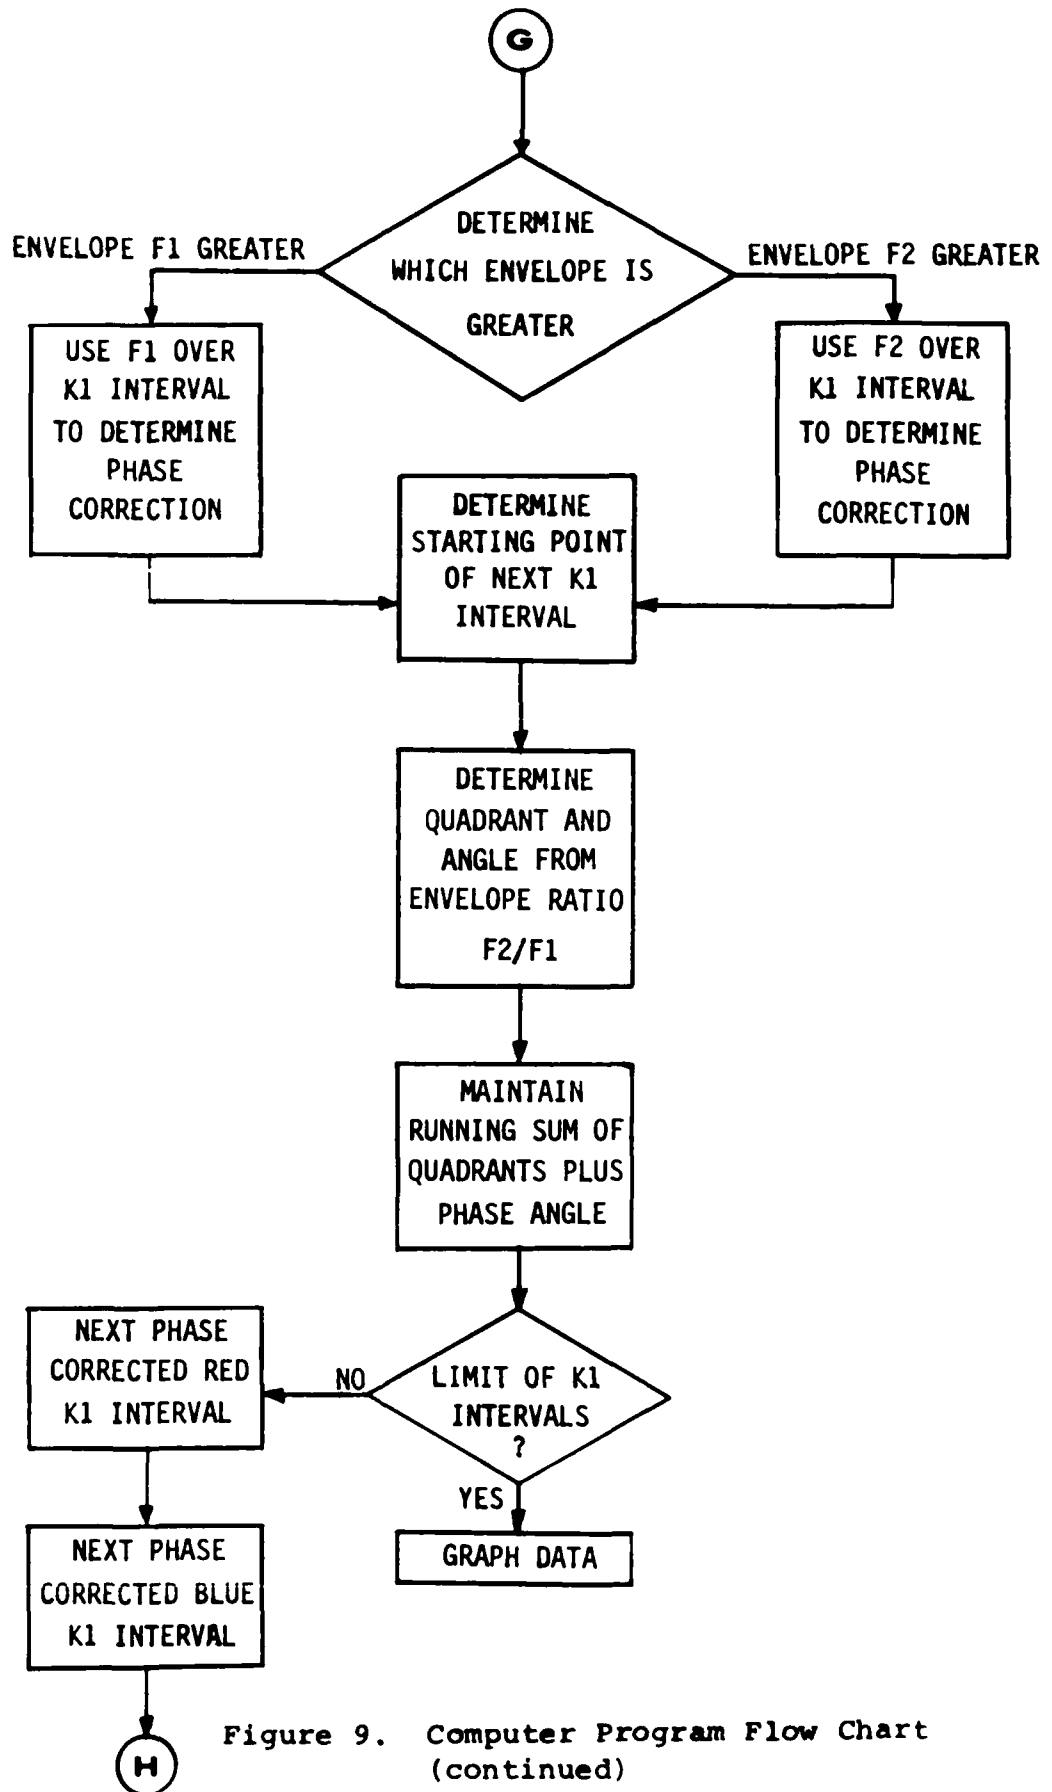 G
DETERMINE
WHICH ENVELOPE IS
GREATER
ENVELOPE F1 GREATER
ENVELOPE F2 GREATER
USE F1 OVER
K1 INTERVAL
TO DETERMINE
PHASE
CORRECTION
USE F2 OVER
K1 INTERVAL
TO DETERMINE
PHASE
CORRECTION
DETERMINE
STARTING POINT
OF NEXT K1
INTERVAL
DETERMINE
QUADRANT AND
ANGLE FROM
ENVELOPE RATIO
F2/F1
MAINTAIN
RUNNING SUM OF
QUADRANTS PLUS
PHASE ANGLE
LIMIT OF K1
INTERVALS
?
NO
NEXT PHASE
CORRECTED RED
K1 INTERVAL
YES
GRAPH DATA
NEXT PHASE
CORRECTED BLUE
K1 INTERVAL
H
Figure 9. Computer Program Flow Chart
(continued)